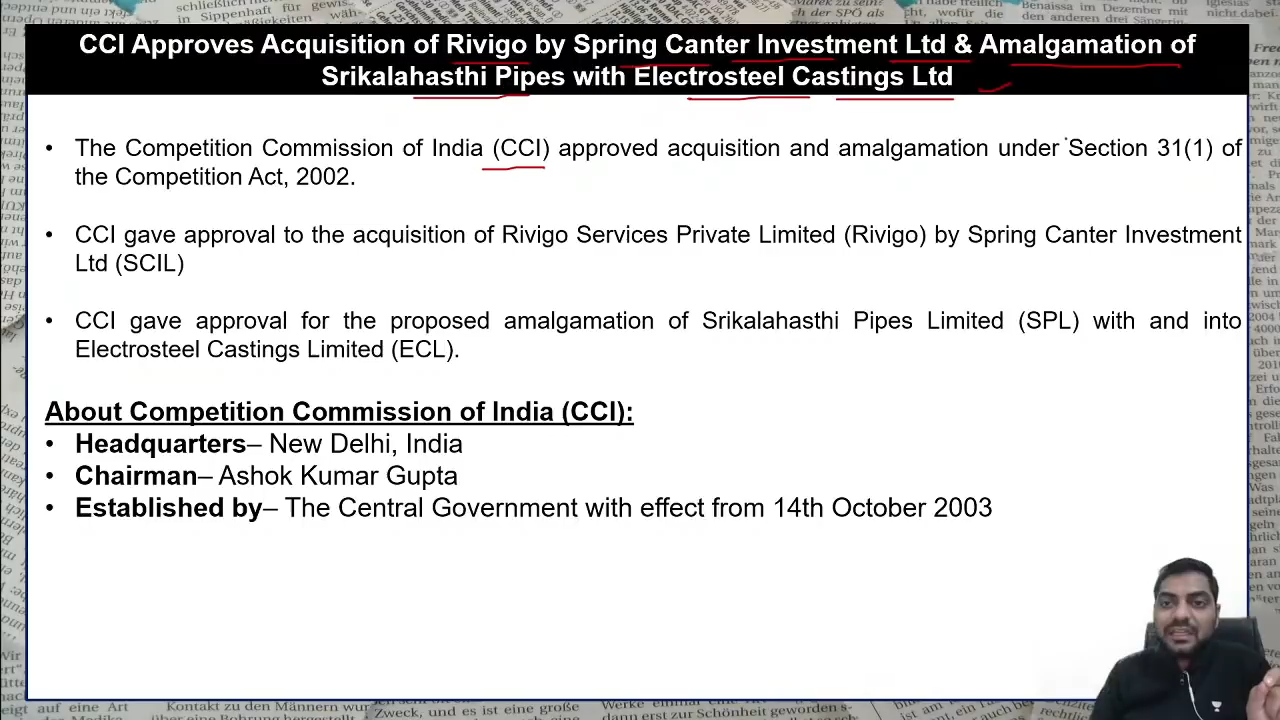 CCI Approves Acquisition of Rivigo by Spring Canter Investment Ltd & Amalgamation of
Srikalahasthi Pipes with Electrosteel Castings Ltd
• The Competition Commission of India (CCI) approved acquisition and amalgamation under Section 31(1) of
the Competition Act, 2002.
• CCI gave approval to the acquisition of Rivigo Services Private Limited (Rivigo) by Spring Canter Investment
Ltd (SCIL)
• CCI gave approval for the proposed amalgamation of Srikalahasthi Pipes Limited (SPL) with and into
Electrosteel Castings Limited (ECL).
About Competition Commission of India (CCI):
• Headquarters– New Delhi, India
• Chairman– Ashok Kumar Gupta
• Established by– The Central Government with effect from 14th October 2003